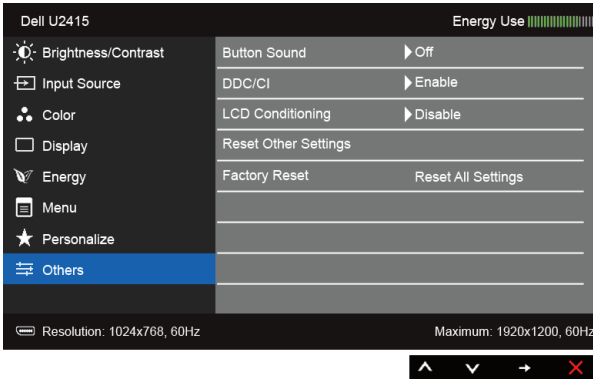 Dell U2415
Energy Use
Brightness/Contrast
Input Source
Color
Display
Energy
Menu
Personalize
Others
Button Sound
Off
DDC/CI
Enable
LCD Conditioning
Disable
Reset Other Settings
Factory Reset
Reset All Settings
Resolution: 1024x768, 60Hz
Maximum: 1920x1200, 60Hz